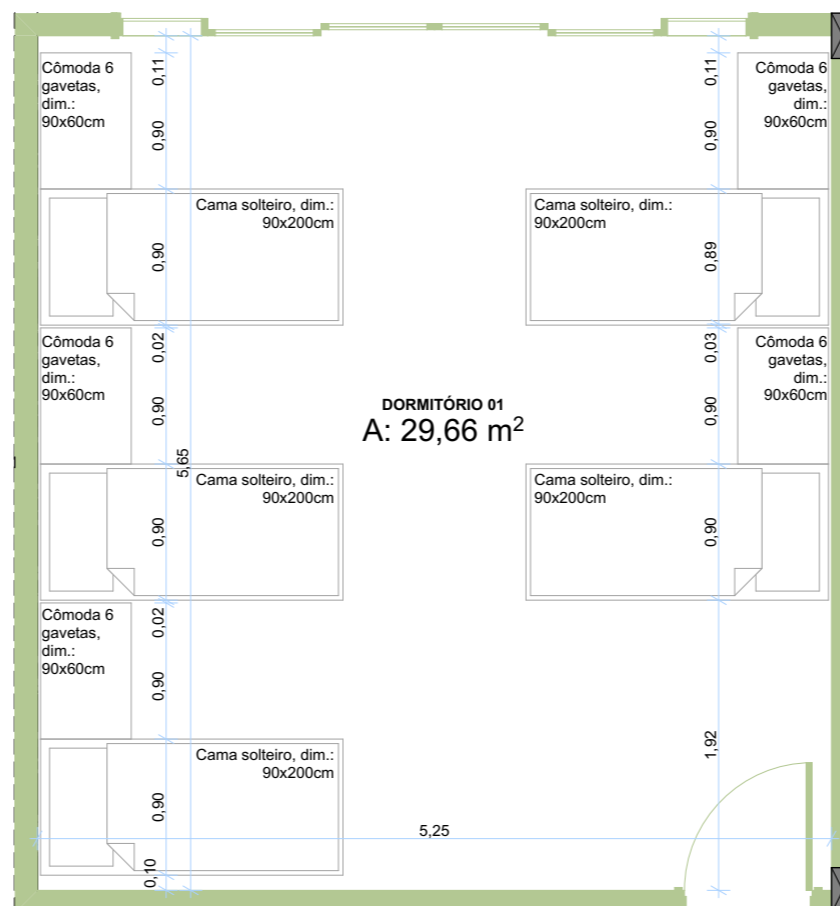 Cômoda 6
gavetas,
dim.:
90x60cm
0,11
0,90
0,11
0,90
Cômoda 6
gavetas,
dim.:
90x60cm
Cama solteiro, dim.:
90x200cm
0,90
Cama solteiro, dim.:
90x200cm
0,89
Cômoda 6
gavetas,
dim.:
90x60cm
0,02
0,90
0,03
0,90
Cômoda 6
gavetas,
dim.:
90x60cm
DORMITÓRIO 01
A: 29,66 m²
5,65
Cama solteiro, dim.:
90x200cm
0,90
Cama solteiro, dim.:
90x200cm
0,90
Cômoda 6
gavetas,
dim.:
90x60cm
0,02
0,90
1,92
Cama solteiro, dim.:
90x200cm
0,90
5,25
0,10